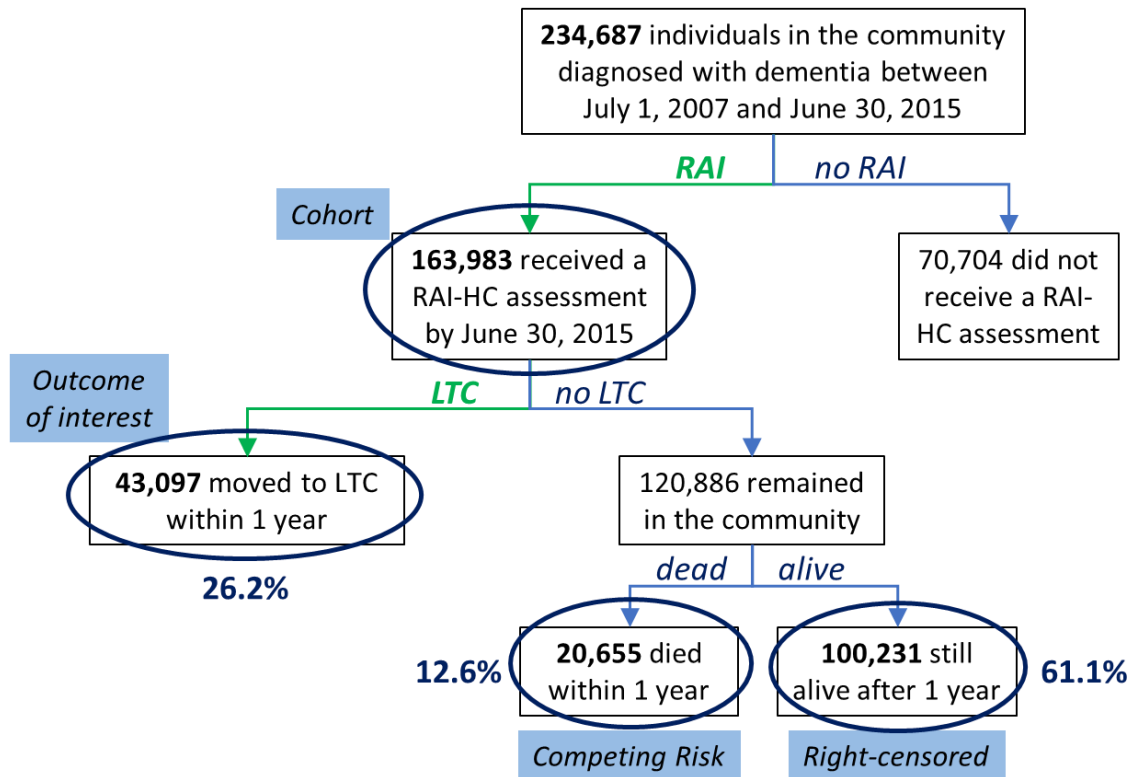 234,687 individuals in the community
diagnosed with dementia between
July 1, 2007 and June 30, 2015
RAI
no RAI
Cohort
163,983 received a
RAI-HC assessment
by June 30, 2015
70,704 did not
receive a RAI-
HC assessment
Outcome
of interest
LTC
no LTC
43,097 moved to LTC
within 1 year
26.2%
120,886 remained
in the community
dead
alive
12.6%
20,655 died
within 1 year
100,231 still
alive after 1 year
61.1%
Competing Risk
Right-censored